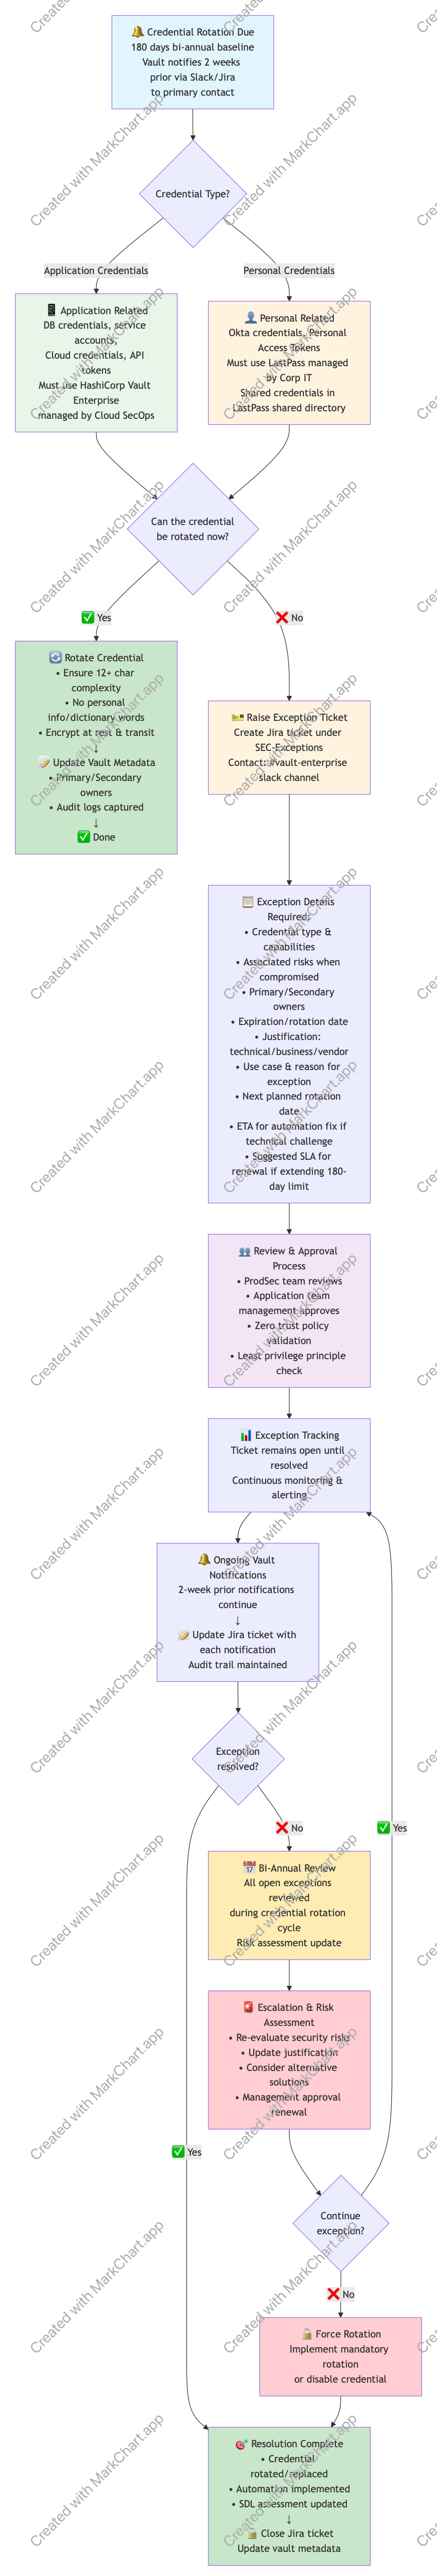 🔔 Credential Rotation Due
180 days bi-annual baseline
Vault notifies 2 weeks
prior via Slack/Jira
to primary contact
Credential Type?
Application Credentials
Personal Credentials
📱 Application Related
DB credentials, service
accounts,
Cloud credentials, API
tokens
Must use HashiCorp Vault
Enterprise
managed by Cloud SecOps
👤 Personal Related
Okta credentials, Personal
Access Tokens
Must use LastPass managed
by Corp IT
Shared credentials in
LastPass shared directory
Can the credential
be rotated now?
✅ Yes
❌ No
🔄 Rotate Credential
• Ensure 12+ char
complexity
• No personal
info/dictionary words
• Encrypt at rest & transit
↓
📝 Update Vault Metadata
• Primary/Secondary
owners
• Audit logs captured
↓
✅ Done
🎫 Raise Exception Ticket
Create Jira ticket under
SEC-Exceptions
Contact: #vault-enterprise
slack channel
📋 Exception Details
Required:
• Credential type &
capabilities
• Associated risks when
compromised
• Primary/Secondary
owners
• Expiration/rotation date
• Justification:
technical/business/vendor
• Use case & reason for
exception
• Next planned rotation
date
• ETA for automation fix if
technical challenge
• Suggested SLA for
renewal if extending 180-
day limit
👥 Review & Approval
Process
• ProdSec team reviews
• Application team
management approves
• Zero trust policy
validation
• Least privilege principle
check
📊 Exception Tracking
Ticket remains open until
resolved
Continuous monitoring &
alerting
🔔 Ongoing Vault
Notifications
2-week prior notifications
continue
↓
📝 Update Jira ticket with
each notification
Audit trail maintained
Exception
resolved?
❌ No
✅ Yes
📅 Bi-Annual Review
All open exceptions
reviewed
during credential rotation
cycle
Risk assessment update
🚨 Escalation & Risk
Assessment
• Re-evaluate security risks
• Update justification
• Consider alternative
solutions
• Management approval
renewal
✅ Yes
Continue
exception?
❌ No
🔒 Force Rotation
Implement mandatory
rotation
or disable credential
🎯 Resolution Complete
• Credential
rotated/replaced
• Automation implemented
• SDL assessment updated
↓
🔒 Close Jira ticket
Update vault metadata
Created with MarkChart.app